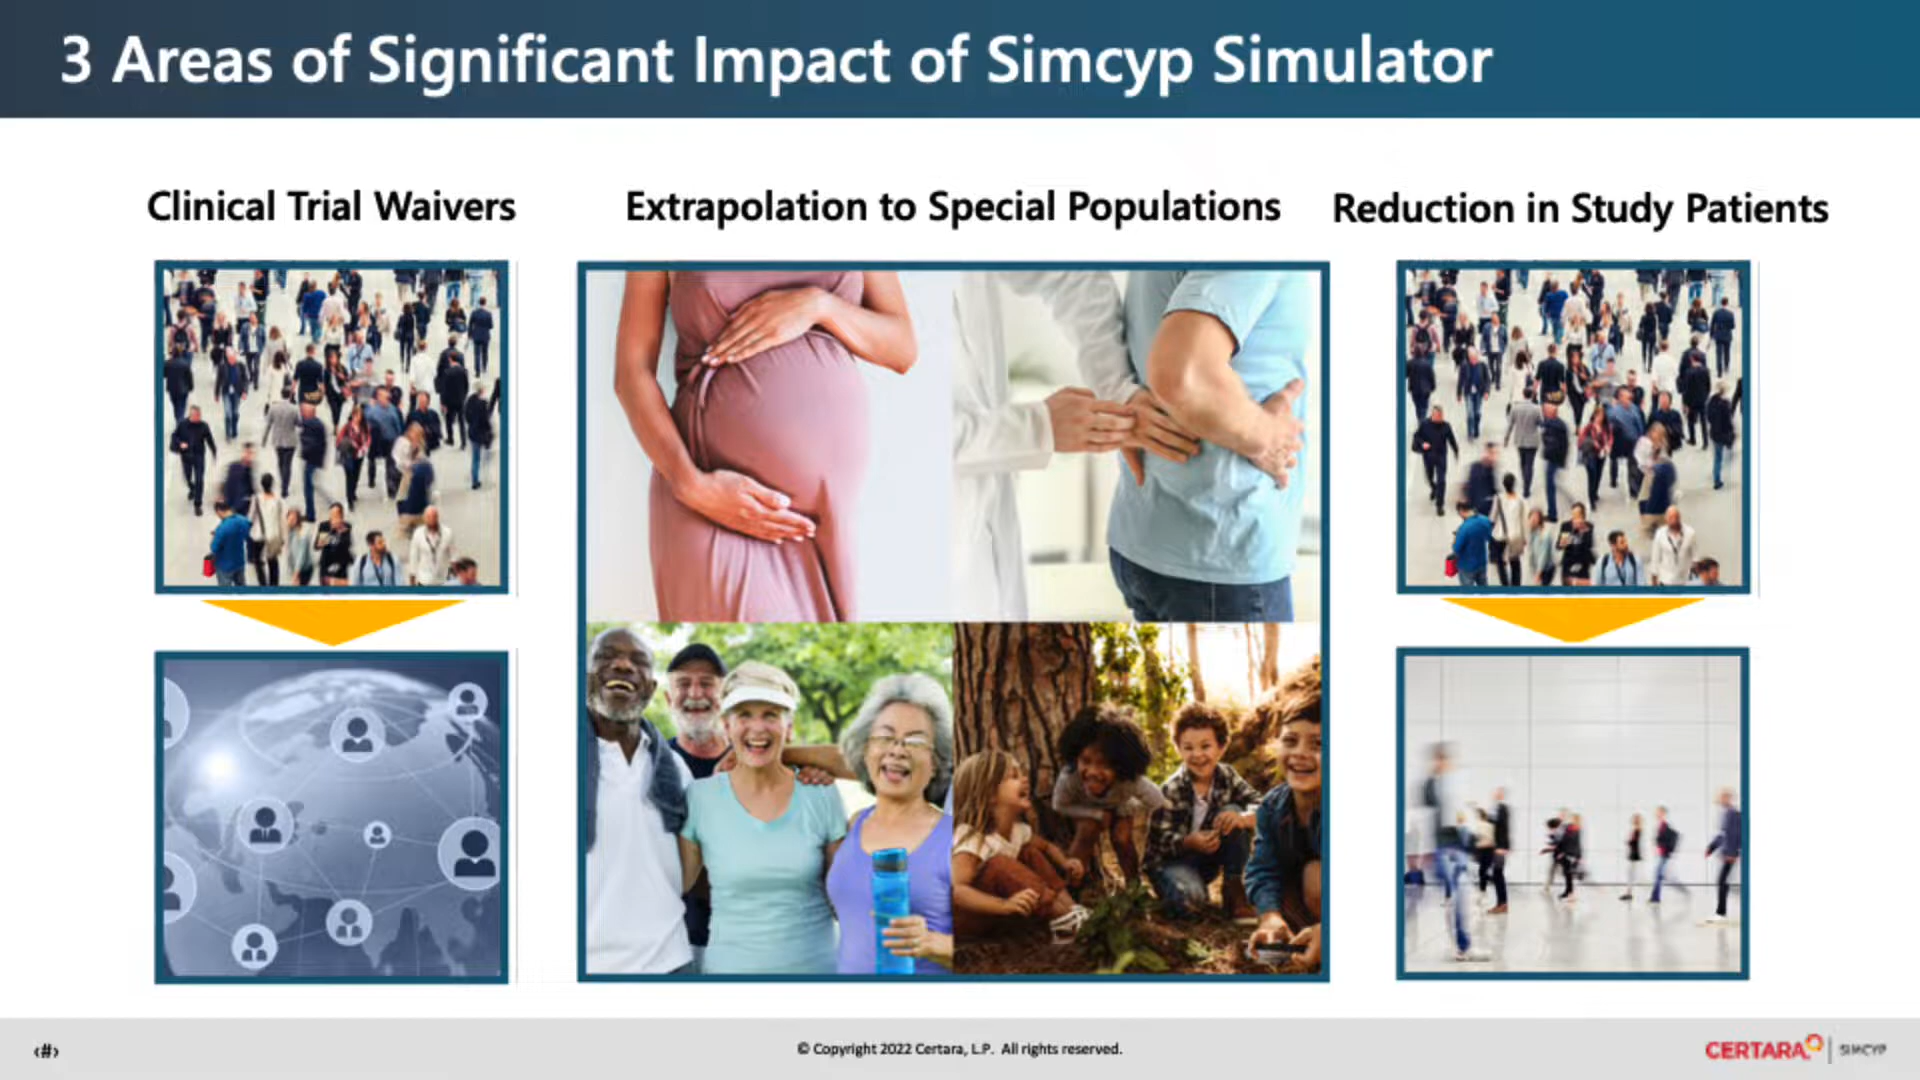 3 Areas of Significant Impact of Simcyp Simulator
Clinical Trial Waivers
Extrapolation to Special Populations
Reduction in Study Patients
‹#›
© Copyright 2022 Certara, L.P. All rights reserved.
CERTARA
SIMCYP